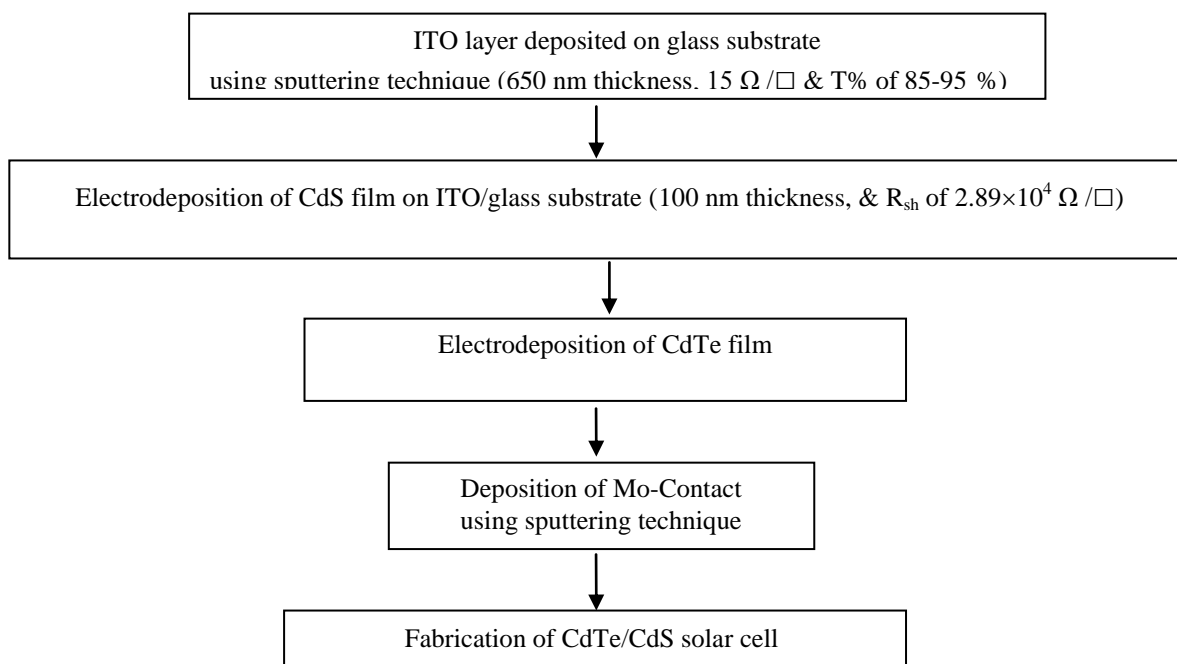 ITO layer deposited on glass substrate
using sputtering technique (650 nm thickness, 15 Ω /□ & T% of 85-95 %)
Electrodeposition of CdS film on ITO/glass substrate (100 nm thickness, & Rsh of 2.89×10⁴ Ω /□)
Electrodeposition of CdTe film
Deposition of Mo-Contact
using sputtering technique
Fabrication of CdTe/CdS solar cell